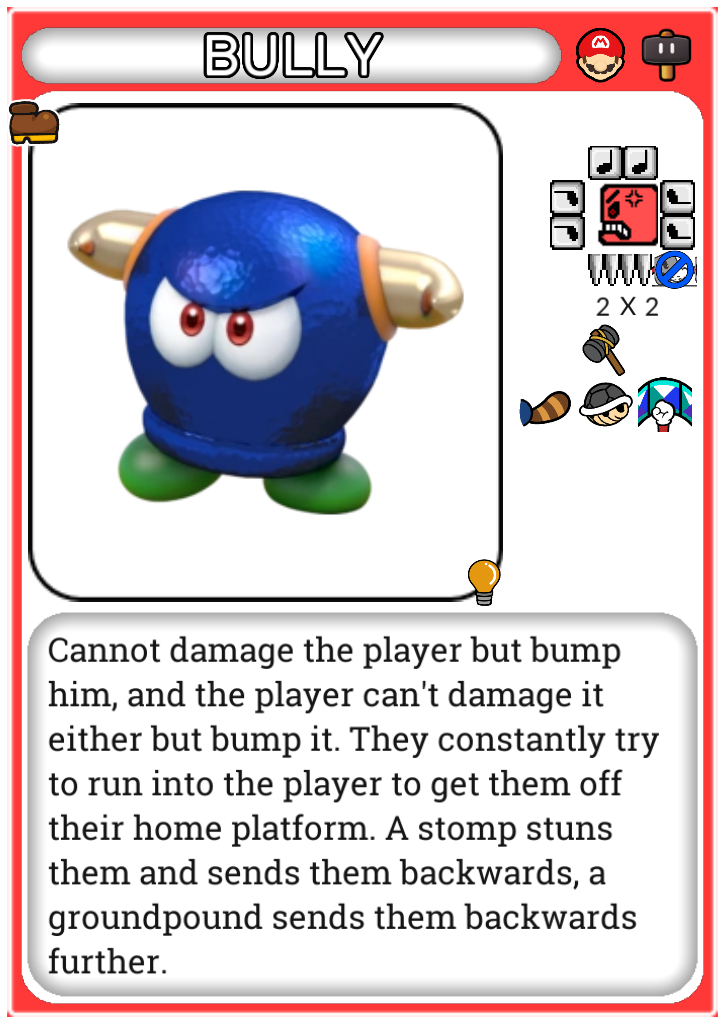 BULLY
2 X 2
Cannot damage the player but bump
him, and the player can't damage it
either but bump it. They constantly try
to run into the player to get them off
their home platform. A stomp stuns
them and sends them backwards, a
groundpound sends them backwards
further.